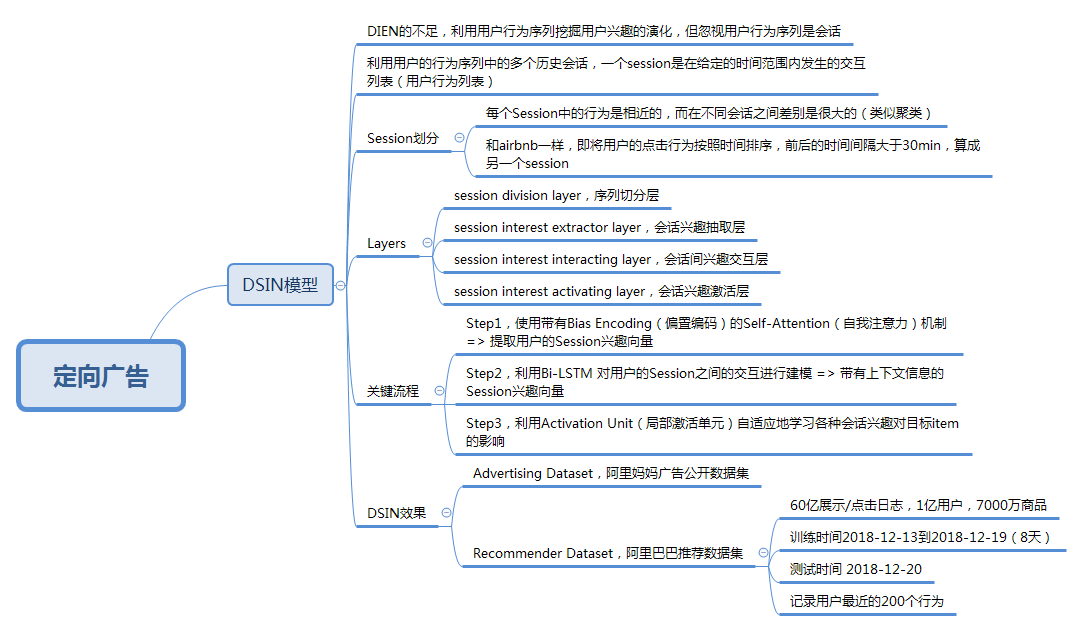 DIEN的不足，利用用户行为序列挖掘用户兴趣的演化，但忽视用户行为序列是会话
利用用户的行为序列中的多个历史会话，一个session是在给定的时间范围内发生的交互
列表（用户行为列表）
每个Session中的行为是相近的，而在不同会话之间差别是很大的（类似聚类）
Session划分
和airbnb一样，即将用户的点击行为按照时间排序，前后的时间间隔大于30min，算成
另一个session
session division layer，序列切分层
session interest extractor layer，会话兴趣抽取层
Layers
session interest interacting layer，会话间兴趣交互层
DSIN模型
session interest activating layer，会话兴趣激活层
Step1，使用带有Bias Encoding（偏置编码）的Self-Attention（自我注意力）机制
=> 提取用户的Session兴趣向量
定向广告
Step2，利用Bi-LSTM 对用户的Session之间的交互进行建模 => 带有上下文信息的
Session兴趣向量
关键流程
Step3，利用Activation Unit（局部激活单元）自适应地学习各种会话兴趣对目标item
的影响
Advertising Dataset，阿里妈妈广告公开数据集
DSIN效果
Recommender Dataset，阿里巴巴推荐数据集
60亿展示/点击日志，1亿用户，7000万商品
训练时间2018-12-13到2018-12-19（8天）
测试时间 2018-12-20
记录用户最近的200个行为